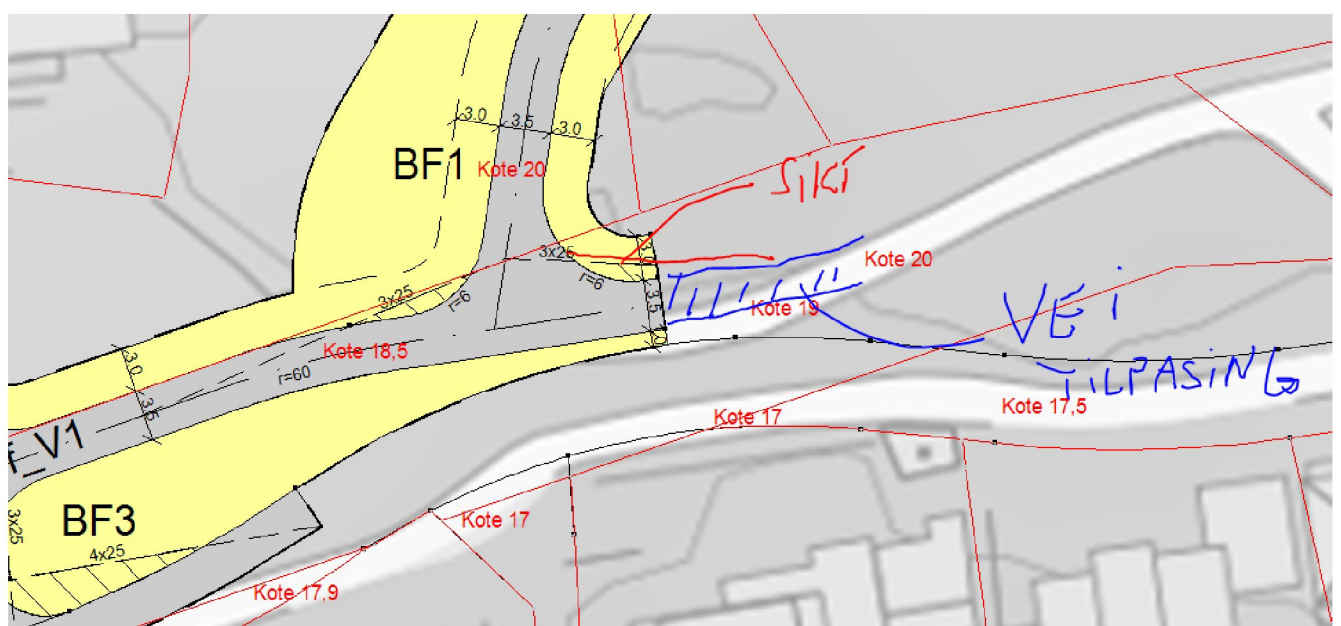 3.0 3.5 3.0
BF1
Kote 20
SIKT
3x25
3.0
Kote 20
3x25
r=6
r=6
3.5
Kote 19
VEi
TILPASiNG
Kote 18,5
3.0
r=60
3.5
Kote 17,5
Kote 17
f_V1
BF3
Kote 17
3x25
4x25
Kote 17,9